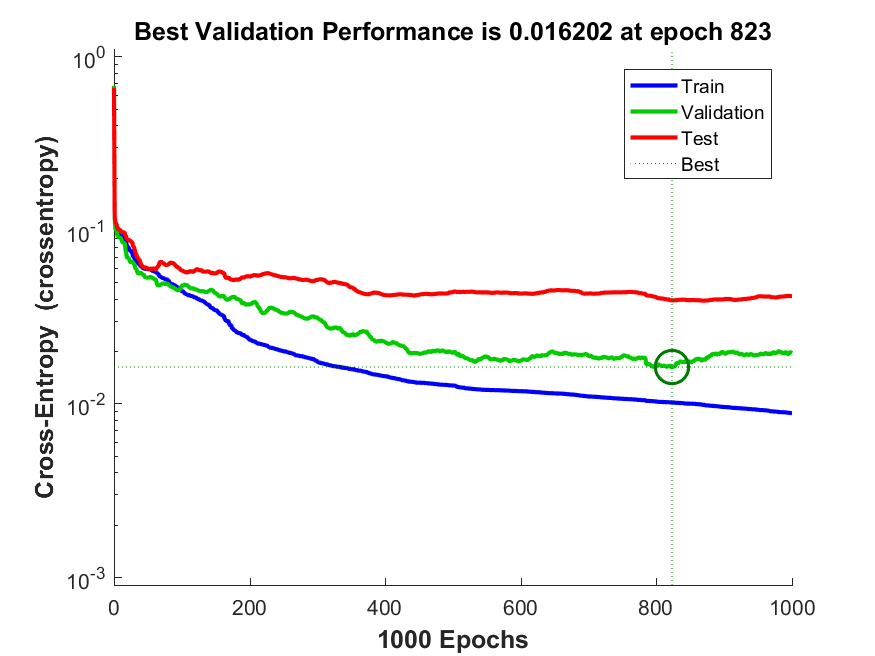 Best Validation Performance is 0.016202 at epoch 823
Train
Validation
Test
Best
10^0
10^-1
10^-2
10^-3
Cross-Entropy (crossentropy)
0 200 400 600 800 1000
1000 Epochs